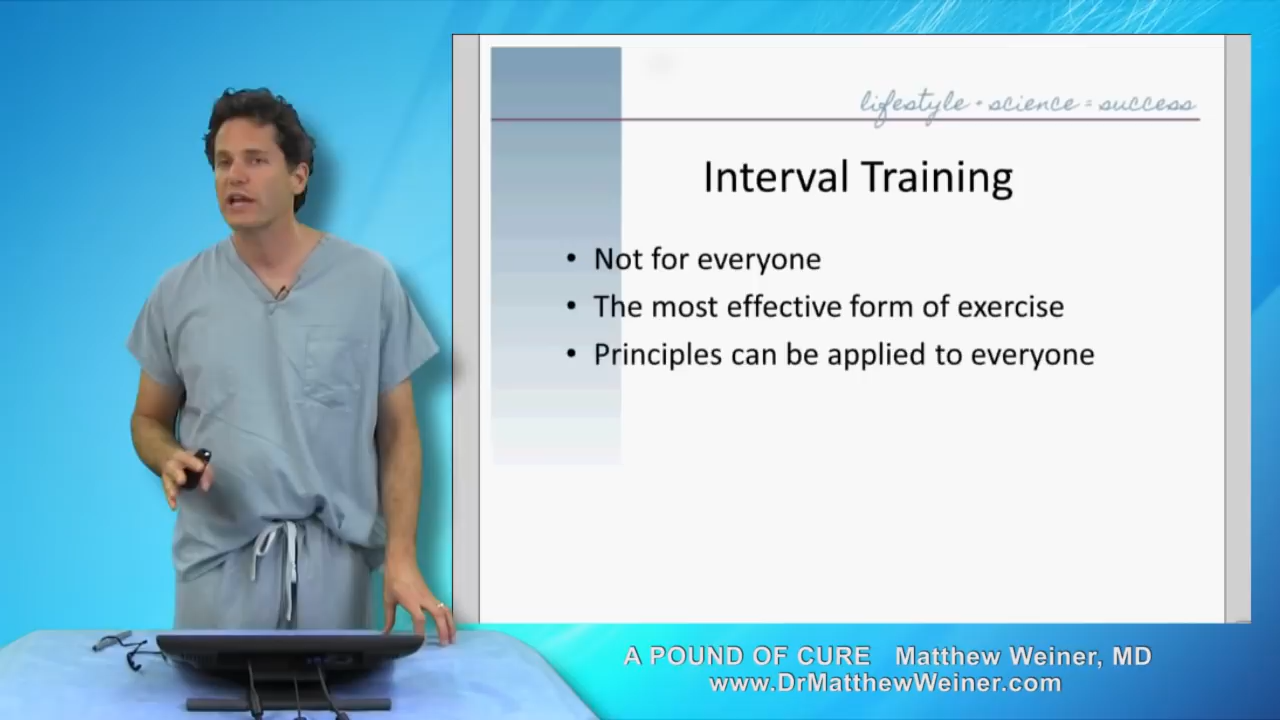 lifestyle + science = success
Interval Training
• Not for everyone
• The most effective form of exercise
• Principles can be applied to everyone
A POUND OF CURE Matthew Weiner, MD
www.DrMatthewWeiner.com